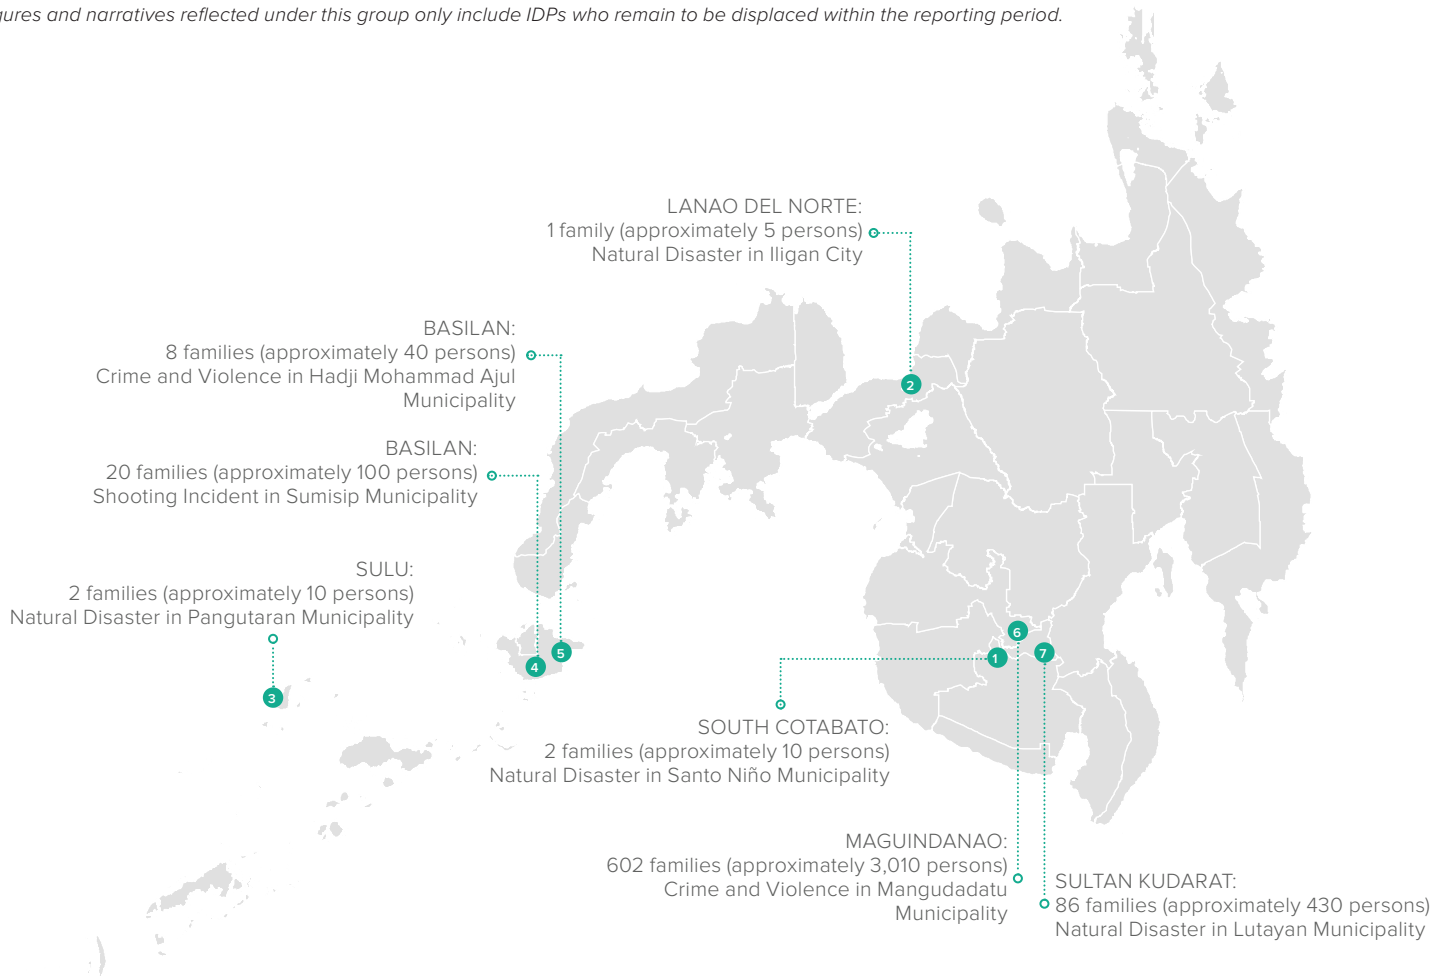 gures and narratives reflected under this group only include IDPs who remain to be displaced within the reporting period.
LANAO DEL NORTE:
1 family (approximately 5 persons)
Natural Disaster in Iligan City
BASILAN:
8 families (approximately 40 persons)
Crime and Violence in Hadji Mohammad Ajul
Municipality
BASILAN:
20 families (approximately 100 persons)
Shooting Incident in Sumisip Municipality
SULU:
2 families (approximately 10 persons)
Natural Disaster in Pangutaran Municipality
2
6
5
7
1
4
3
SOUTH COTABATO:
2 families (approximately 10 persons)
Natural Disaster in Santo Niño Municipality
MAGUINDANAO:
602 families (approximately 3,010 persons)
Crime and Violence in Mangudadatu
Municipality
SULTAN KUDARAT:
86 families (approximately 430 persons)
Natural Disaster in Lutayan Municipality